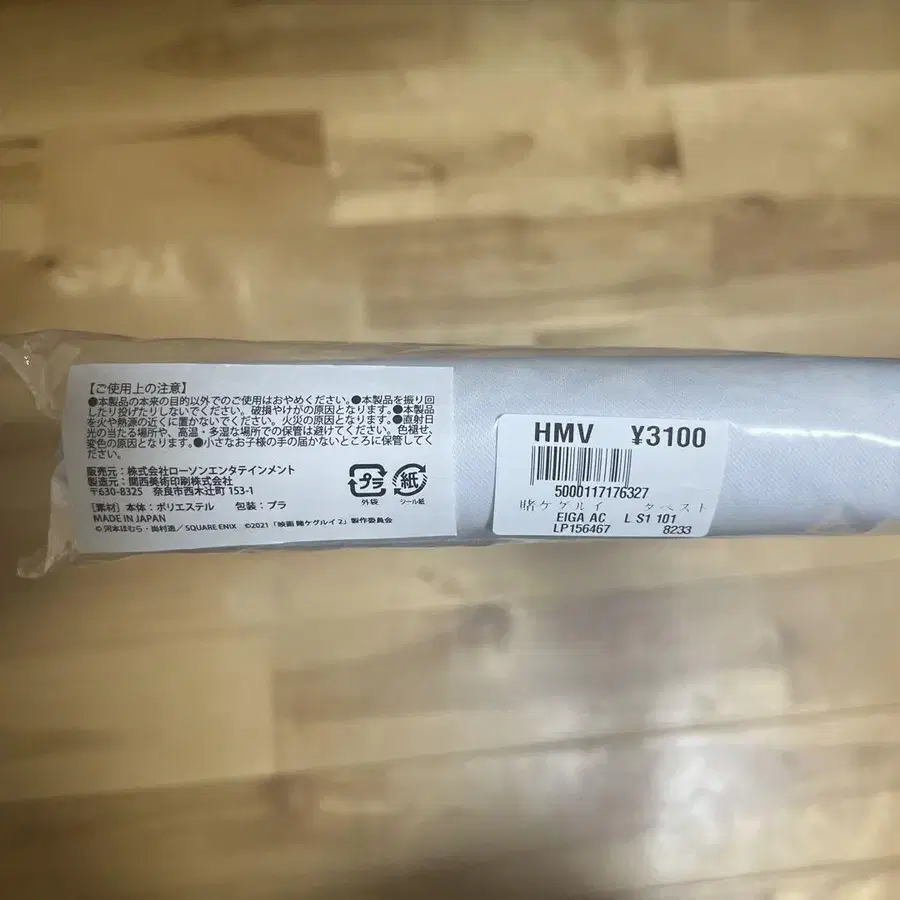 【ご使用上の注意】
●本製品の本来の目的以外でのご使用はおやめください。●本製品を振り回
したり投げたりしないでください。破損やけがの原因となります。●本製品
を火や熱源の近くに置かないでください。火災の原因となります。●直射日
光の当たる場所や、高温・多湿な場所での保管は避けてください。色褪せ、
変色の原因となります。●小さなお子様の手の届かないところに保管してく
ださい。
販売元：株式会社ローソンエンタテインメント
製造元：関西美術印刷株式会社
〒630-8325 奈良市西木辻町 153-1
[素材] 本体：ポリエステル 包装：プラ
MADE IN JAPAN
© 河本ほむら・尚村透／SQUARE ENIX ©2021「映画 賭ケグルイ 2」製作委員会
プラ
外袋
紙
シール紙
HMV ¥3100
5000117176327
賭ケグルイ タペスト
EIGA AC L S1 101
LP156467 8233